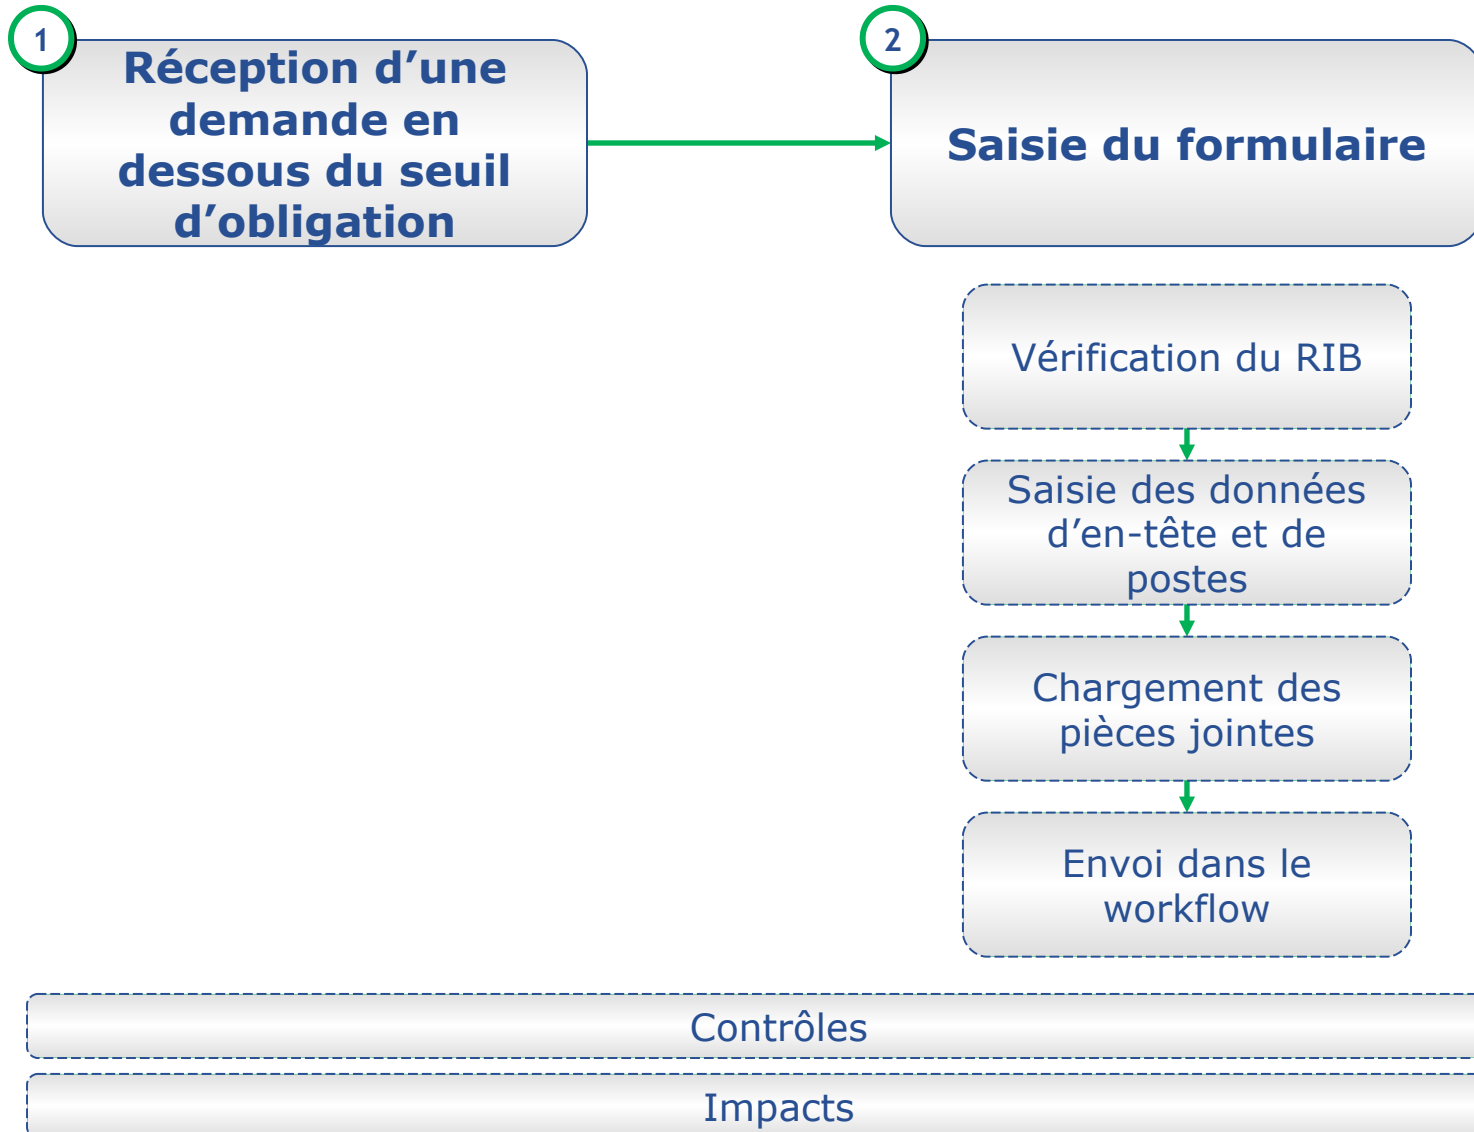 1
Réception d’une
demande en
dessous du seuil
d’obligation
2
Saisie du formulaire
Vérification du RIB
Saisie des données
d’en-tête et de
postes
Chargement des
pièces jointes
Envoi dans le
workflow
Contrôles
Impacts